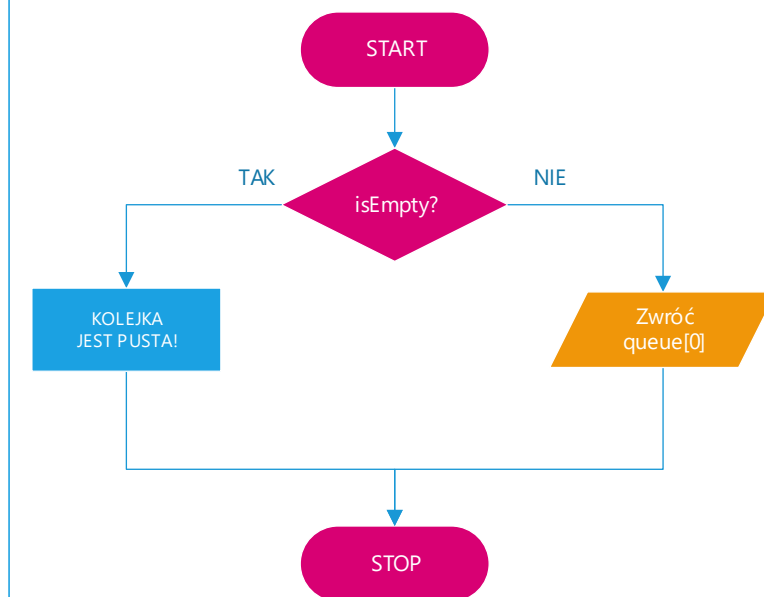 START
TAK
NIE
isEmpty?
KOLEJKA
JEST PUSTA!
Zwróć
queue[0]
STOP